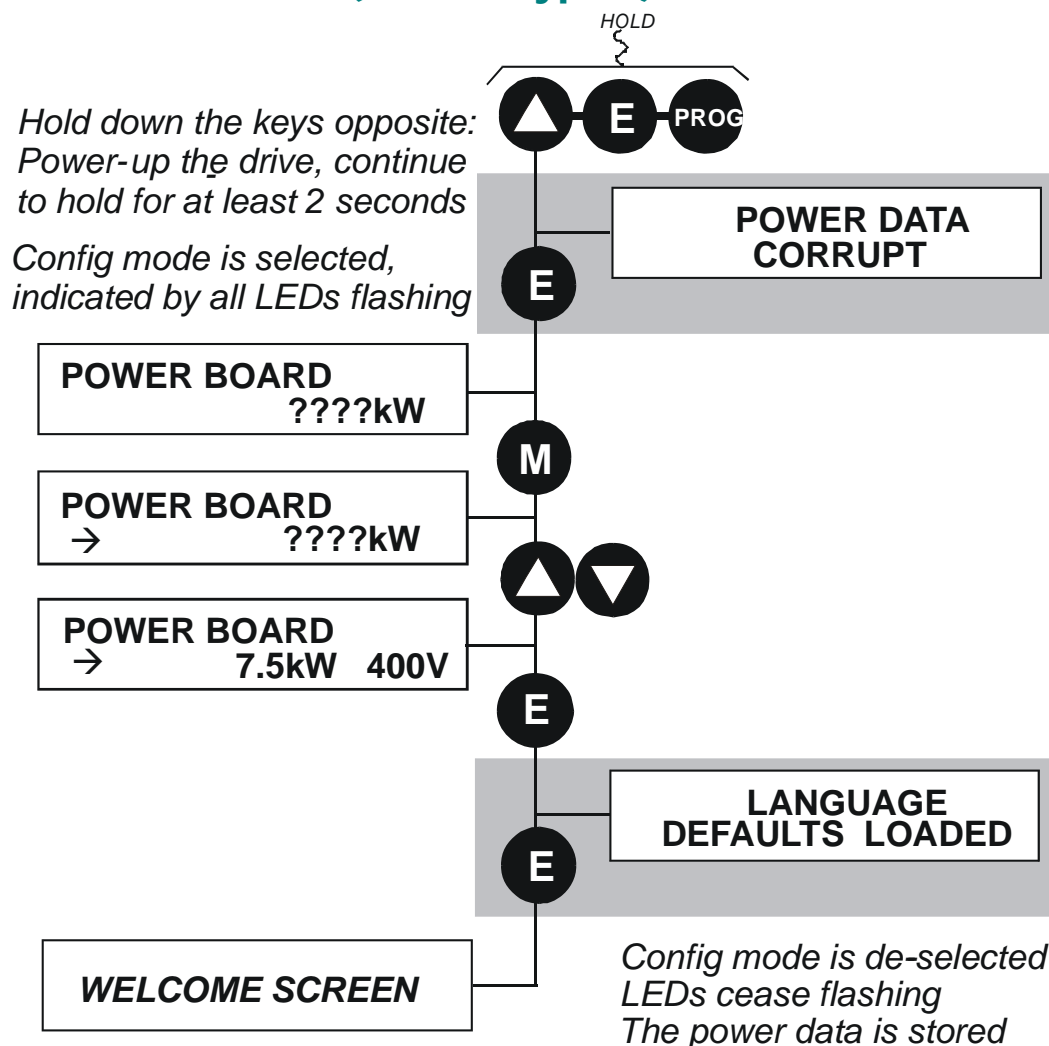 HOLD
E PROG
Hold down the keys opposite:
Power-up the drive, continue
to hold for at least 2 seconds
POWER DATA
CORRUPT
Config mode is selected,
indicated by all LEDs flashing
E
POWER BOARD
????kW
M
POWER BOARD
→ ????kW
POWER BOARD
→ 7.5kW 400V
E
LANGUAGE
DEFAULTS LOADED
E
WELCOME SCREEN
Config mode is de-selected
LEDs cease flashing
The power data is stored